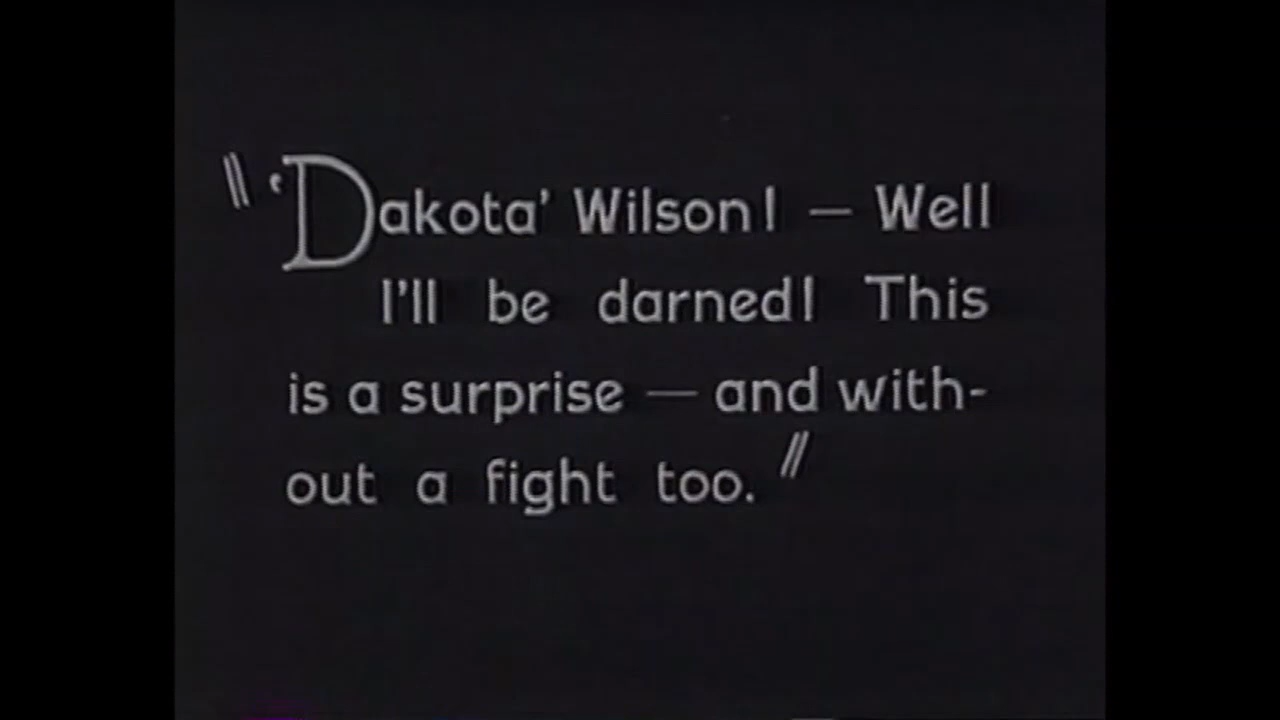 "'Dakota' Wilson! — Well
I'll be darned! This
is a surprise — and with-
out a fight too."